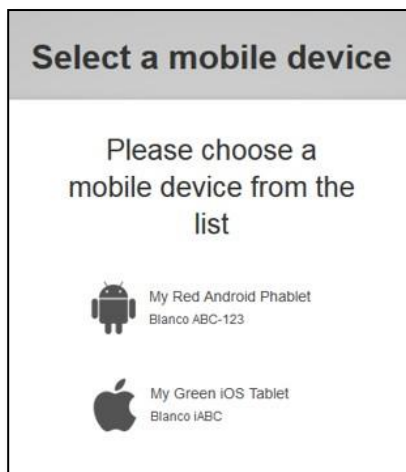 Select a mobile device
Please choose a
mobile device from the
list
My Red Android Phablet
Blanco ABC-123
My Green iOS Tablet
Blanco iABC